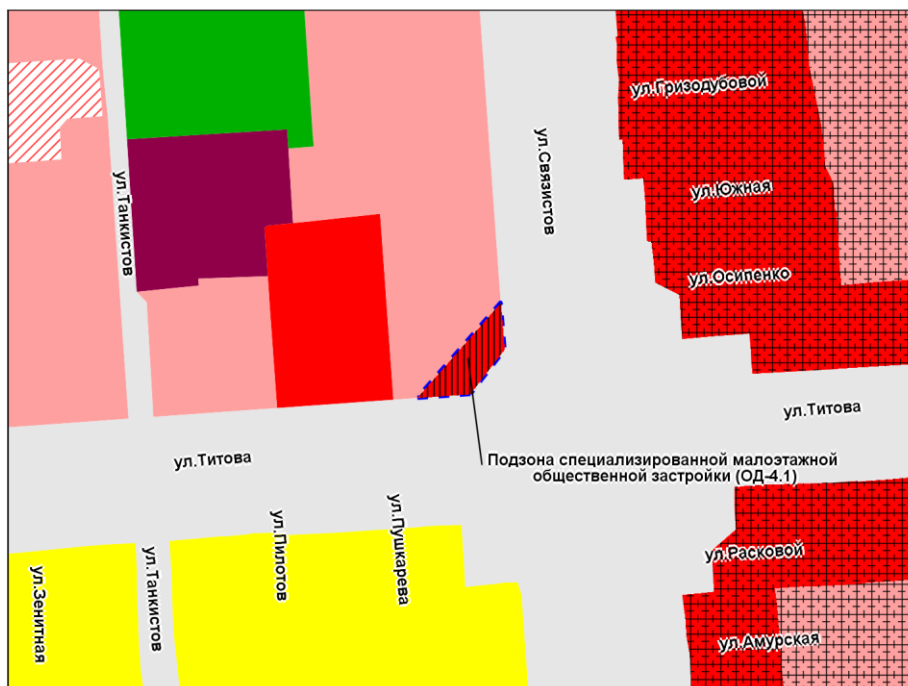 ул.Гризодубовой
ул.Связистов
ул.Танкистов
ул.Южная
ул.Осипенко
ул.Титова
ул.Титова
Подзона специализированной малоэтажной
общественной застройки (ОД-4.1)
ул.Пушкарева
ул.Пилотов
ул.Танкистов
ул.Зенитная
ул.Расковой
ул.Амурская